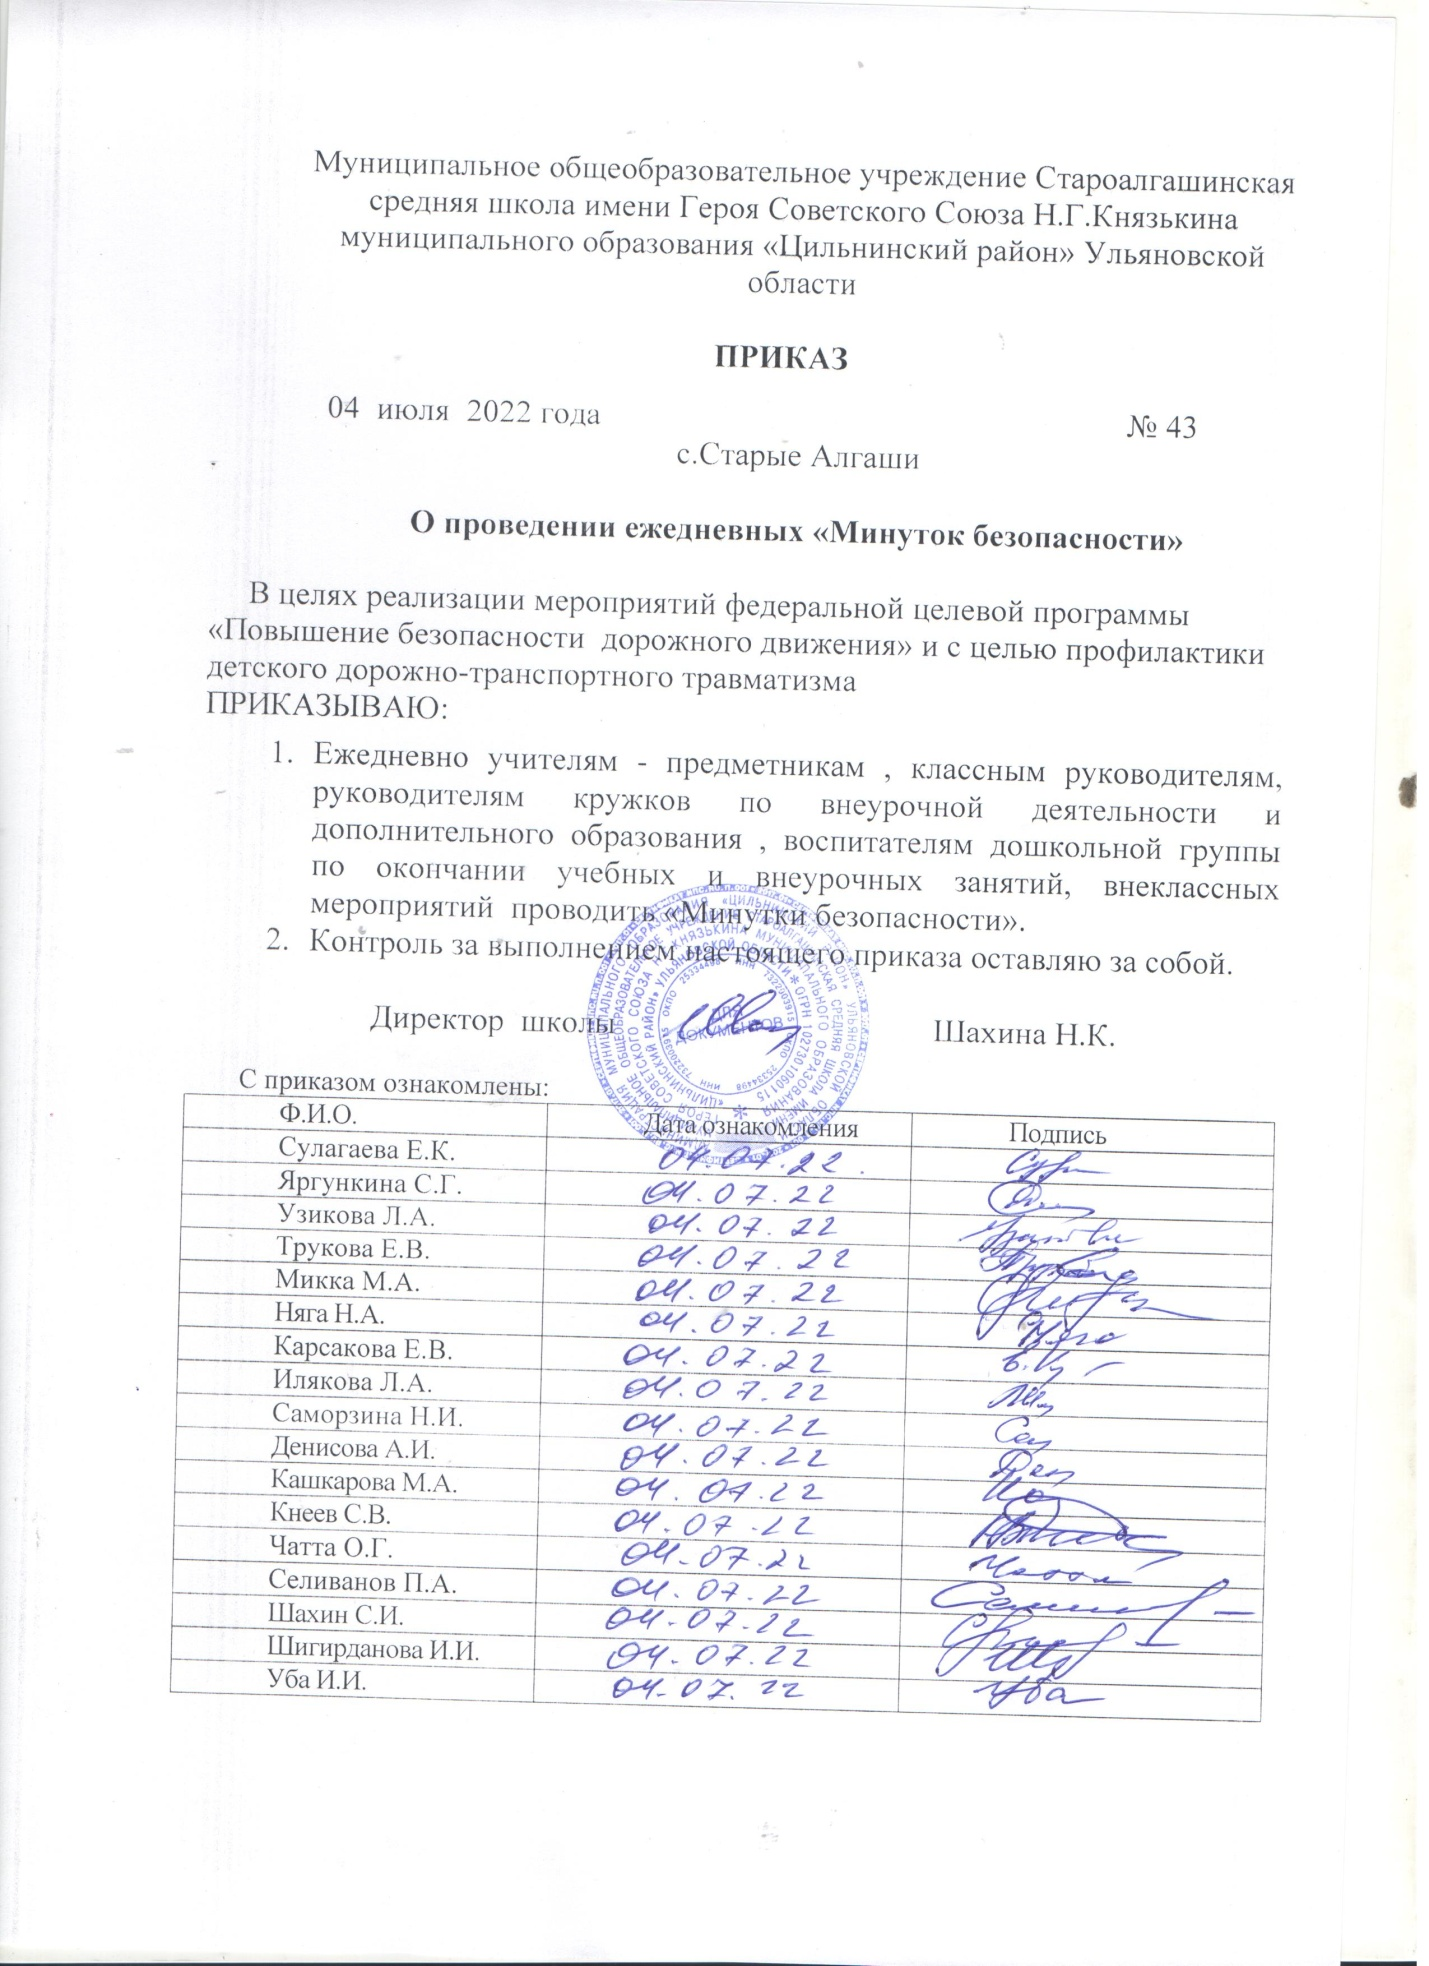 Муниципальное общеобразовательное учреждение Староалгашинская
средняя школа имени Героя Советского Союза Н.Г.Князькина
муниципального образования «Цильнинский район» Ульяновской
области
ПРИКАЗ
04 июля 2022 года № 43
с.Старые Алгаши
О проведении ежедневных «Минуток безопасности»
В целях реализации мероприятий федеральной целевой программы
«Повышение безопасности дорожного движения» и с целью профилактики
детского дорожно-транспортного травматизма
ПРИКАЗЫВАЮ:
1. Ежедневно учителям - предметникам , классным руководителям,
руководителям кружков по внеурочной деятельности и
дополнительного образования , воспитателям дошкольной группы
по окончании учебных и внеурочных занятий, внеклассных
мероприятий проводить «Минутки безопасности».
2. Контроль за выполнением настоящего приказа оставляю за собой.
Директор школы Шахина Н.К.
ДЛЯ
ДОКУМЕНТОВ
С приказом ознакомлены:
Ф.И.О. Дата ознакомления Подпись
Сулагаева Е.К. 04.07.22.
Яргункина С.Г. 04.07.22
Узикова Л.А. 04.07.22
Трукова Е.В. 04.07.22
Микка М.А. 04.07.22
Няга Н.А. 04.07.22 Няга
Карсакова Е.В. 04.07.22
Илякова Л.А. 04.07.22
Саморзина Н.И. 04.07.22
Денисова А.И. 04.07.22
Кашкарова М.А. 04.07.22
Кнеев С.В. 04.07.22
Чатта О.Г. 04.07.22
Селиванов П.А. 04.07.22
Шахин С.И. 04.07.22
Шигирданова И.И. 04.07.22
Уба И.И. 04.07.22 Уба